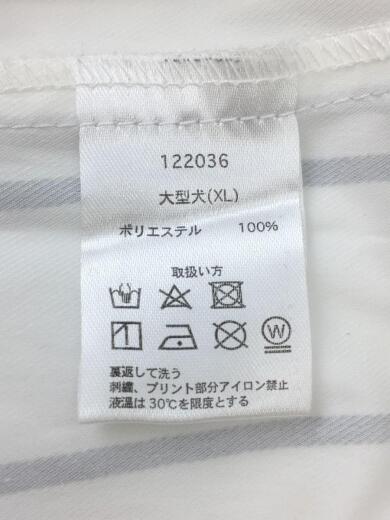 122036
大型犬(XL)
ポリエステル 100%
取扱い方
W
裏返して洗う
刺繍、プリント部分アイロン禁止
液温は30℃を限度とする